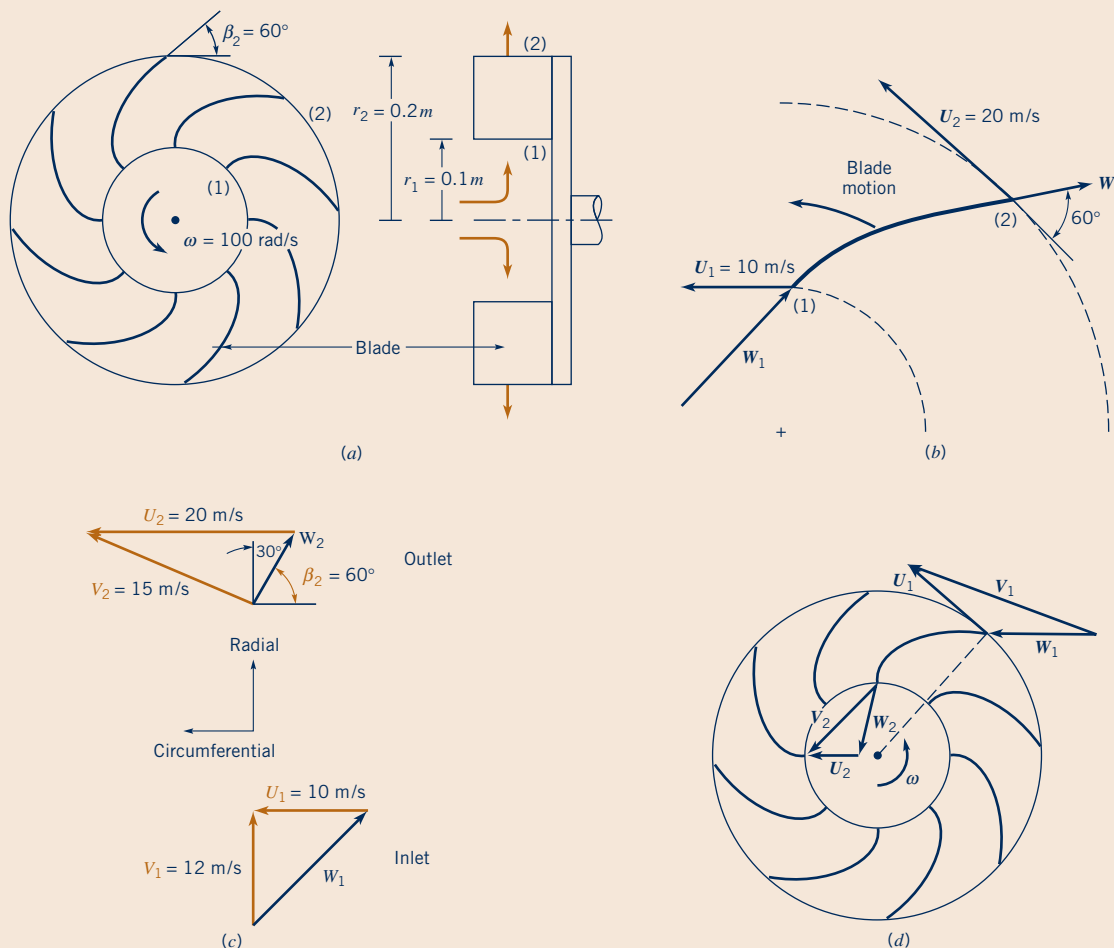 β₂ = 60°
(2)
(1)
ω = 100 rad/s
r₂ = 0.2m
r₁ = 0.1m
(2)
(1)
Blade
(a)
U₂ = 20 m/s
Blade
motion
W
(2)
60°
U₁ = 10 m/s
(1)
W₁
+
(b)
U₂ = 20 m/s
W₂
30°
β₂ = 60°
V₂ = 15 m/s
Outlet
Radial
Circumferential
U₁ = 10 m/s
V₁ = 12 m/s
W₁
Inlet
(c)
U₁
V₁
W₁
V₂
W₂
U₂
ω
(d)